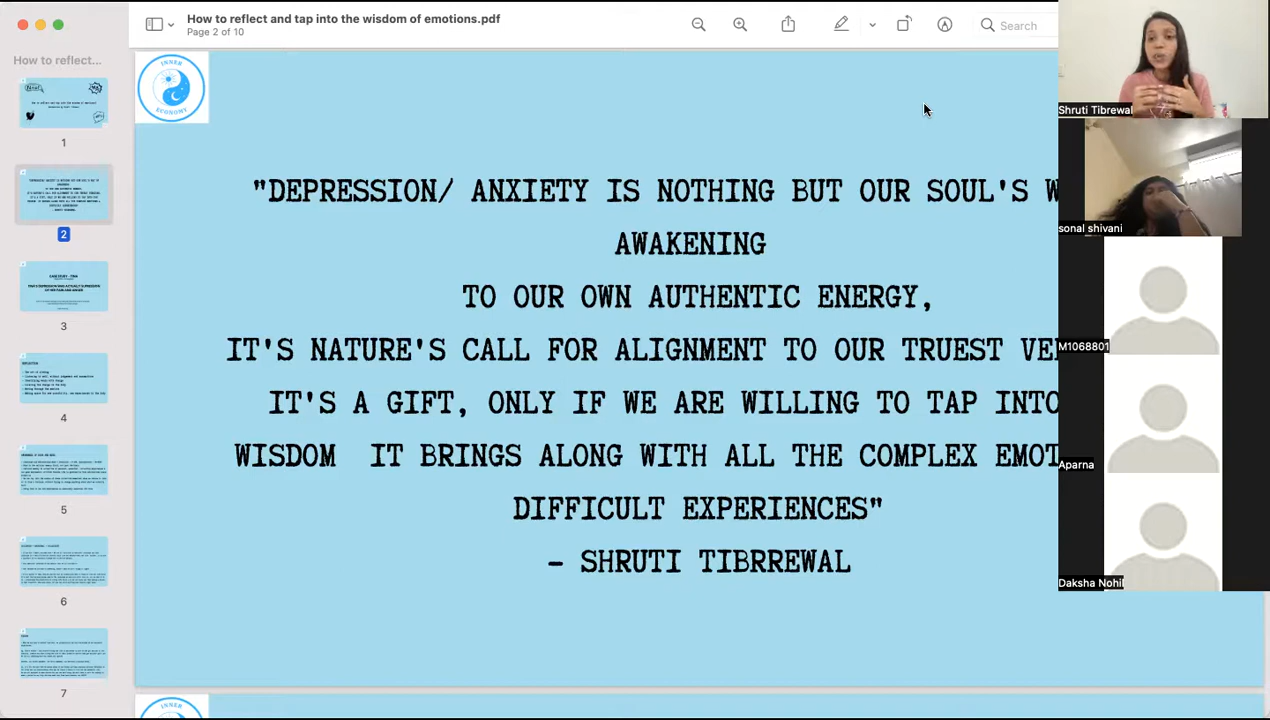 How to reflect and tap into the wisdom of emotions.pdf
Page 2 of 10
Search
How to reflect...
1
2
3
4
5
6
7
INNER
ECONOMY
"DEPRESSION/ ANXIETY IS NOTHING BUT OUR SOUL'S W
AWAKENING
TO OUR OWN AUTHENTIC ENERGY,
IT'S NATURE'S CALL FOR ALIGNMENT TO OUR TRUEST VE
IT'S A GIFT, ONLY IF WE ARE WILLING TO TAP INTO
WISDOM IT BRINGS ALONG WITH ALL THE COMPLEX EMOT
DIFFICULT EXPERIENCES"
- SHRUTI TIBRREWAL
Shruti Tibrewal
sonal shivani
M1068801
Aparna
Daksha Nohil